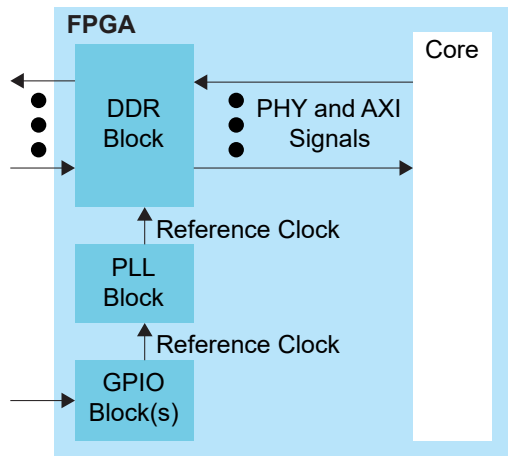 FPGA
Core
DDR
Block
PHY and AXI
Signals
Reference Clock
PLL
Block
Reference Clock
GPIO
Block(s)